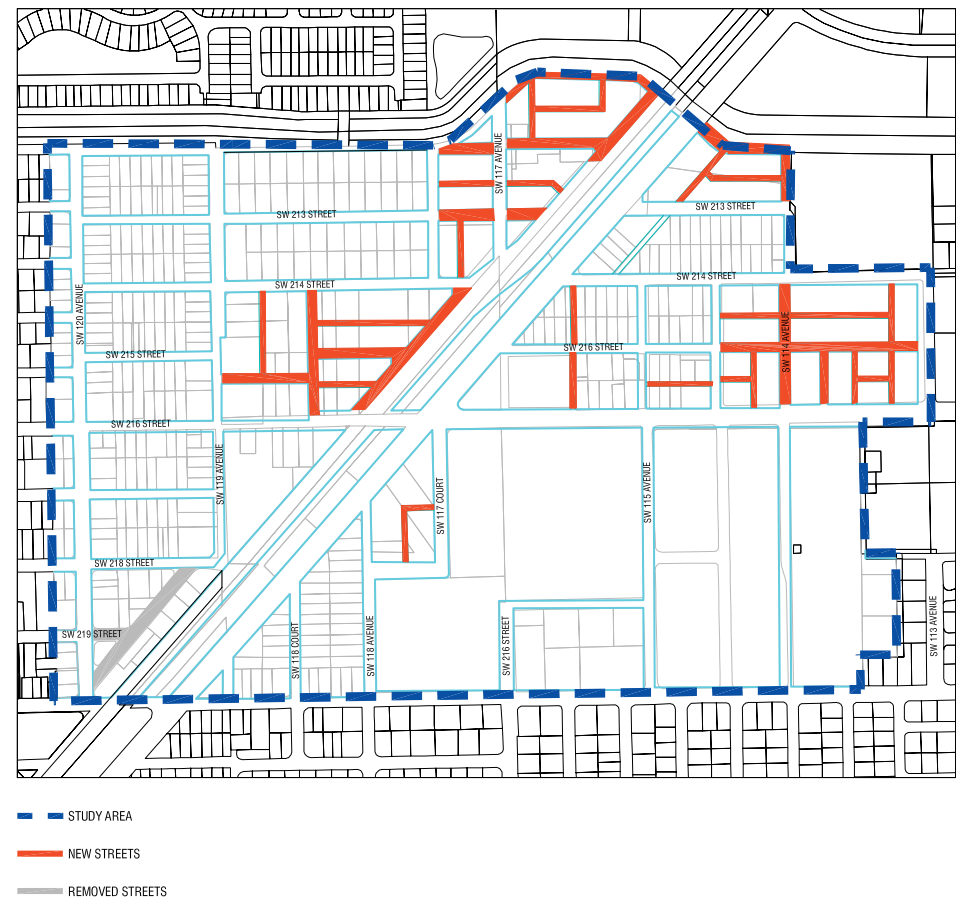 SW 117 AVENUE
SW 213 STREET
SW 213 STREET
SW 214 STREET
SW 214 STREET
SW 120 AVENUE
SW 114 AVENUE
SW 215 STREET
SW 216 STREET
SW 216 STREET
SW 119 AVENUE
SW 117 COURT
SW 115 AVENUE
SW 218 STREET
SW 219 STREET
SW 118 COURT
SW 118 AVENUE
SW 216 STREET
SW 113 AVENUE
STUDY AREA
NEW STREETS
REMOVED STREETS